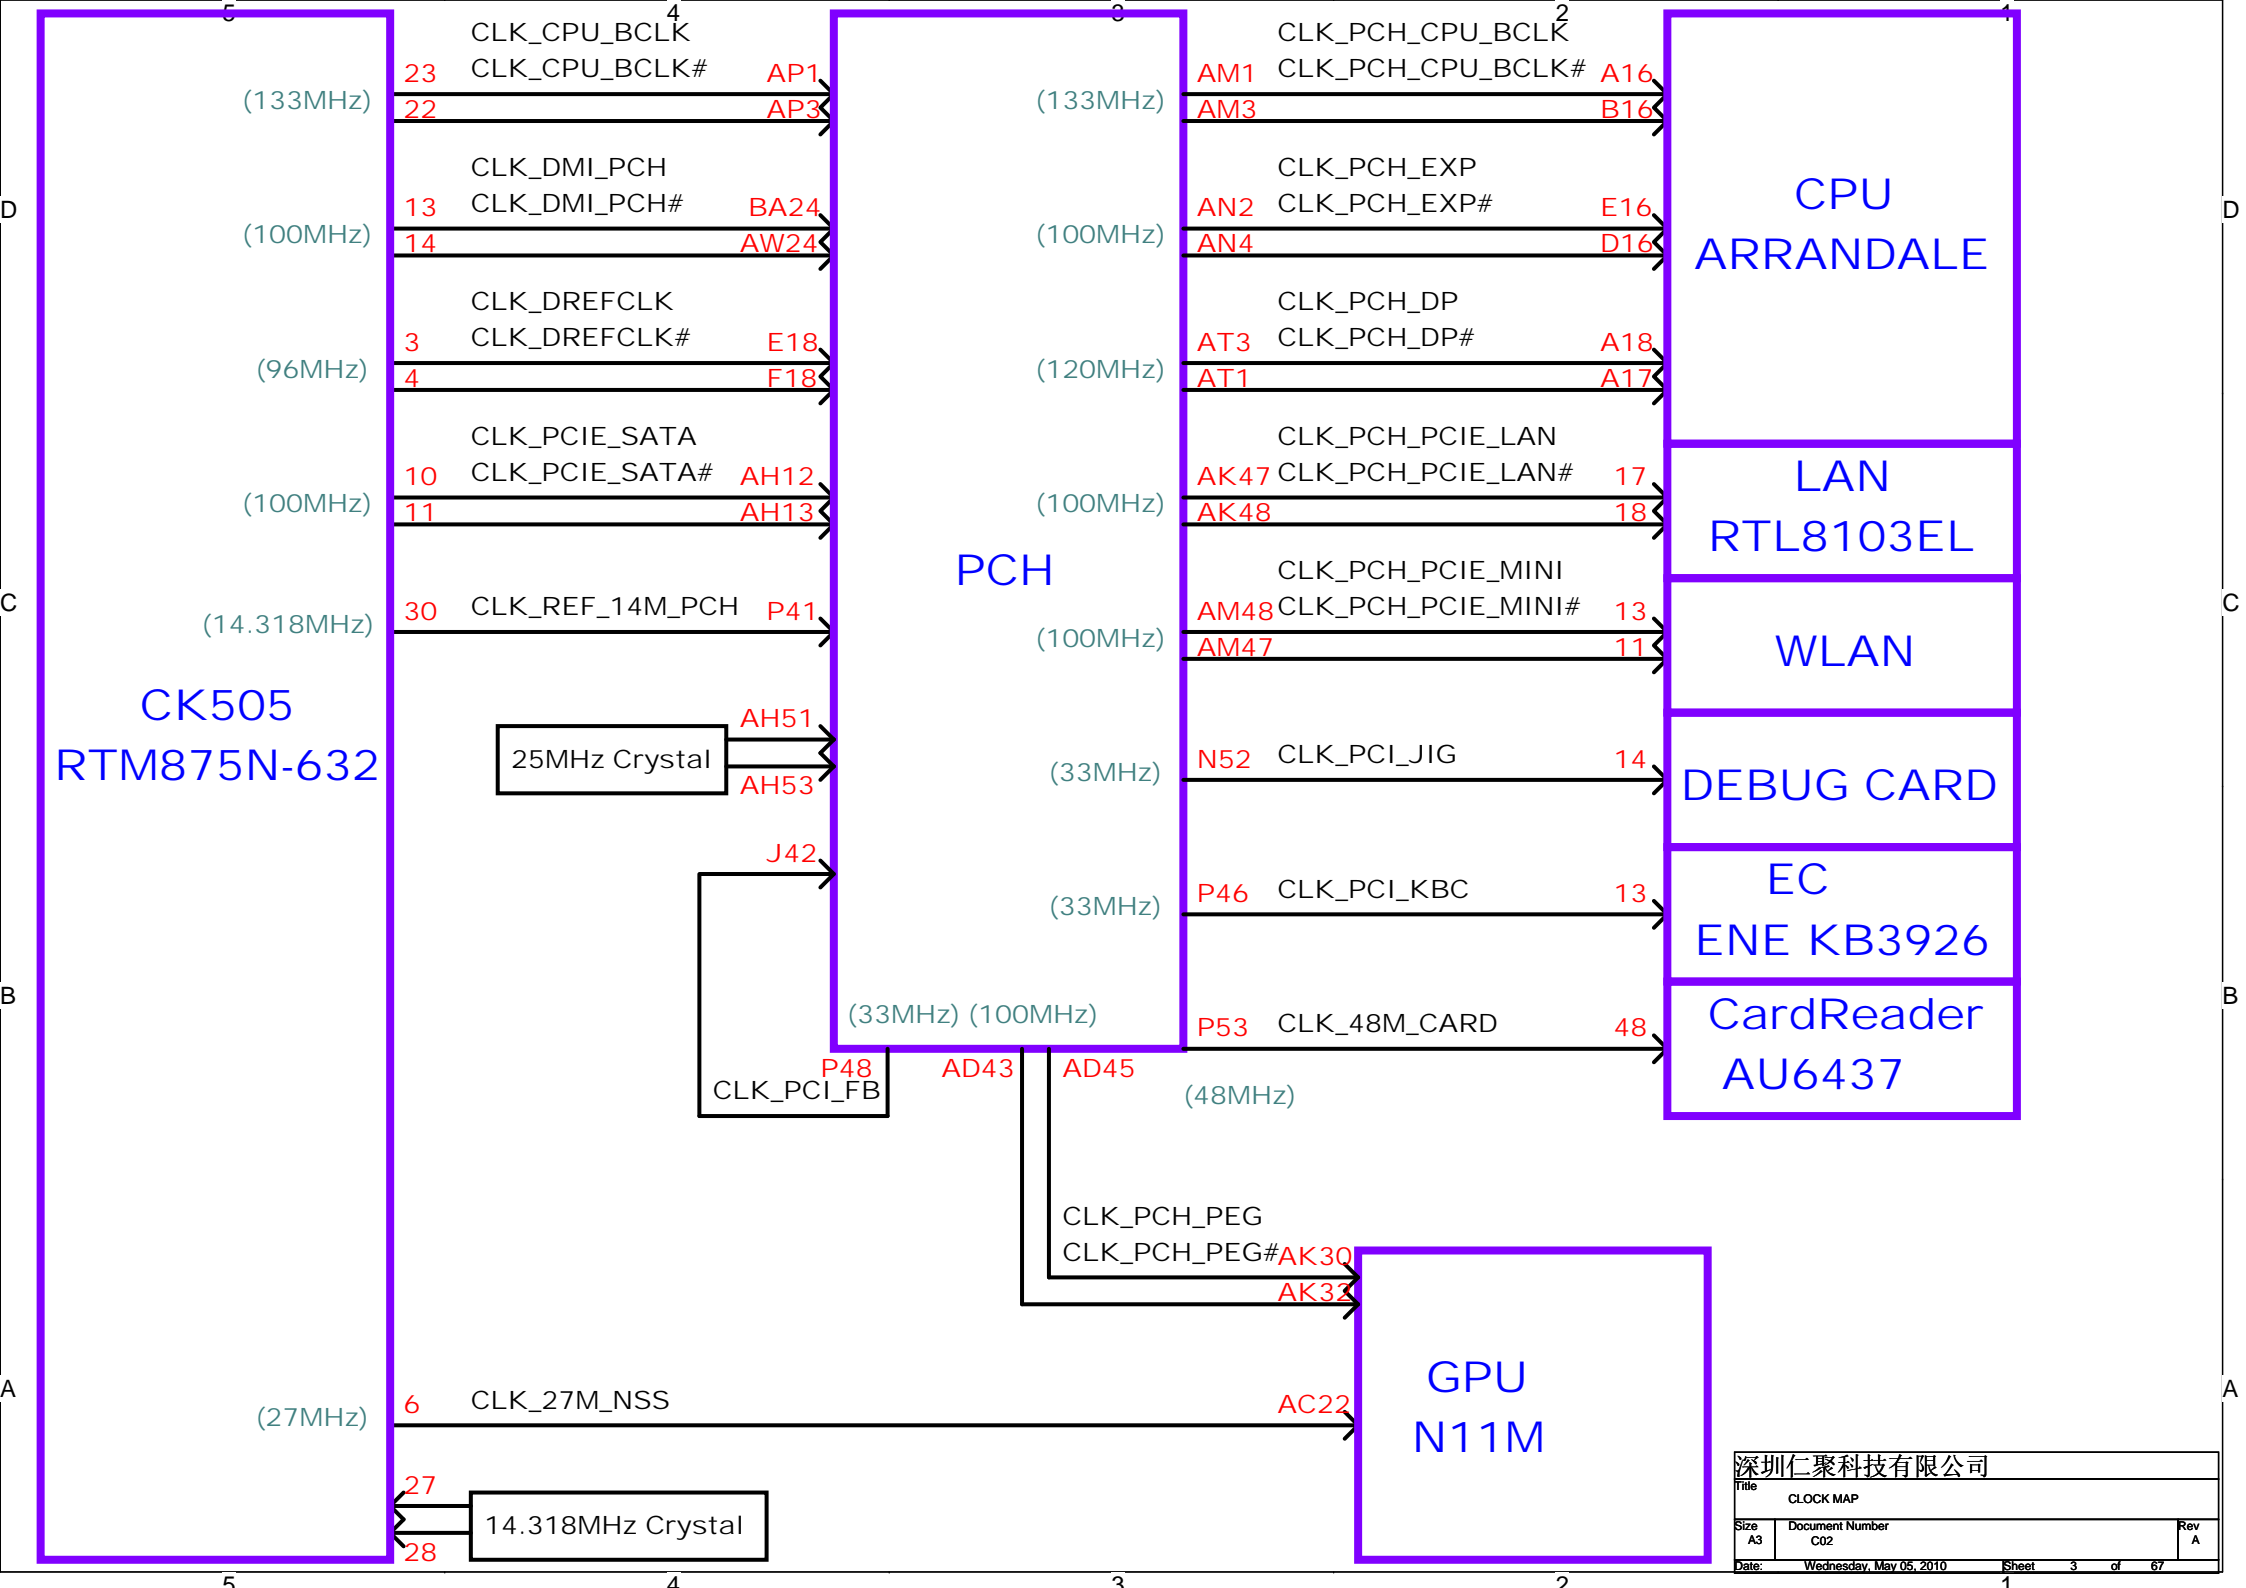 5 4 3 2 1
CLK_CPU_BCLK
CLK_CPU_BCLK#
23 AP1
(133MHz)
22 AP3
CLK_DMI_PCH
CLK_DMI_PCH#
13 BA24
(100MHz)
14 AW24
CLK_DREFCLK
CLK_DREFCLK#
3 E18
(96MHz)
4 F18
CLK_PCIE_SATA
CLK_PCIE_SATA#
10 AH12
(100MHz)
11 AH13
(14.318MHz)
30 CLK_REF_14M_PCH P41
CK505
RTM875N-632
AH51
25MHz Crystal
AH53
J42
PCH
CLK_PCH_CPU_BCLK
CLK_PCH_CPU_BCLK#
AM1 A16
(133MHz)
AM3 B16
CLK_PCH_EXP
CLK_PCH_EXP#
AN2 E16
(100MHz)
AN4 D16
CLK_PCH_DP
CLK_PCH_DP#
AT3 A18
(120MHz)
AT1 A17
CPU
ARRANDALE
CLK_PCH_PCIE_LAN
CLK_PCH_PCIE_LAN#
AK47 17
(100MHz)
AK48 18
LAN
RTL8103EL
CLK_PCH_PCIE_MINI
CLK_PCH_PCIE_MINI#
AM48 13
(100MHz)
AM47 11
WLAN
(33MHz)
N52 CLK_PCI_JIG 14
DEBUG CARD
(33MHz)
P46 CLK_PCI_KBC 13
EC
ENE KB3926
(33MHz) (100MHz)
P53 CLK_48M_CARD 48
(48MHz)
CardReader
AU6437
P48 AD43 AD45
CLK_PCI_FB
CLK_PCH_PEG
CLK_PCH_PEG#
AK30
AK32
(27MHz)
6 CLK_27M_NSS AC22
GPU
N11M
27
14.318MHz Crystal
28
D D
C C
B B
A A
深圳仁聚科技有限公司
Title
CLOCK MAP
Size Document Number Rev
A3 C02 A
Date: Wednesday, May 05, 2010 Sheet 3 of 67
5 4 3 2 1